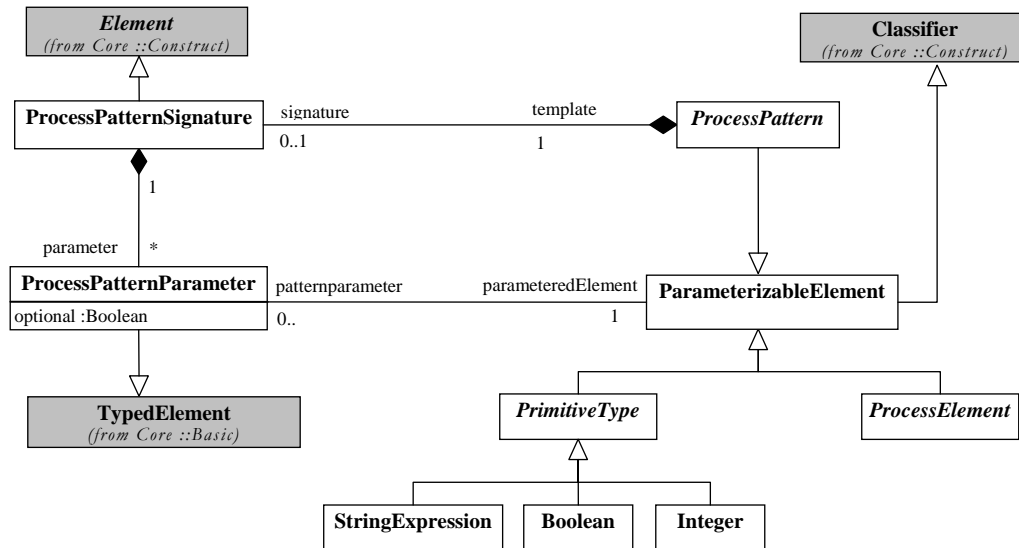 Element
(from Core ::Construct)
Classifier
(from Core ::Construct)
ProcessPatternSignature
signature
template
ProcessPattern
0..1
1
1
parameter
*
ProcessPatternParameter
optional :Boolean
patternparameter
parameteredElement
ParameterizableElement
0..
1
TypedElement
(from Core ::Basic)
PrimitiveType
ProcessElement
StringExpression
Boolean
Integer